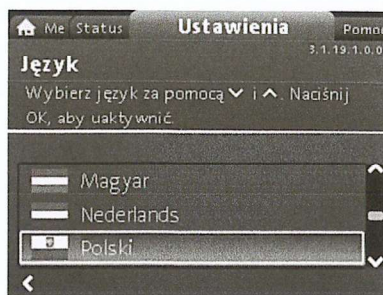 Me Status Ustawienia Pomoc
3.1.19.1.0.0
Język
Wybierz język za pomocą i . Naciśnij
OK, aby uaktywnić.
Magyar
Nederlands
Polski